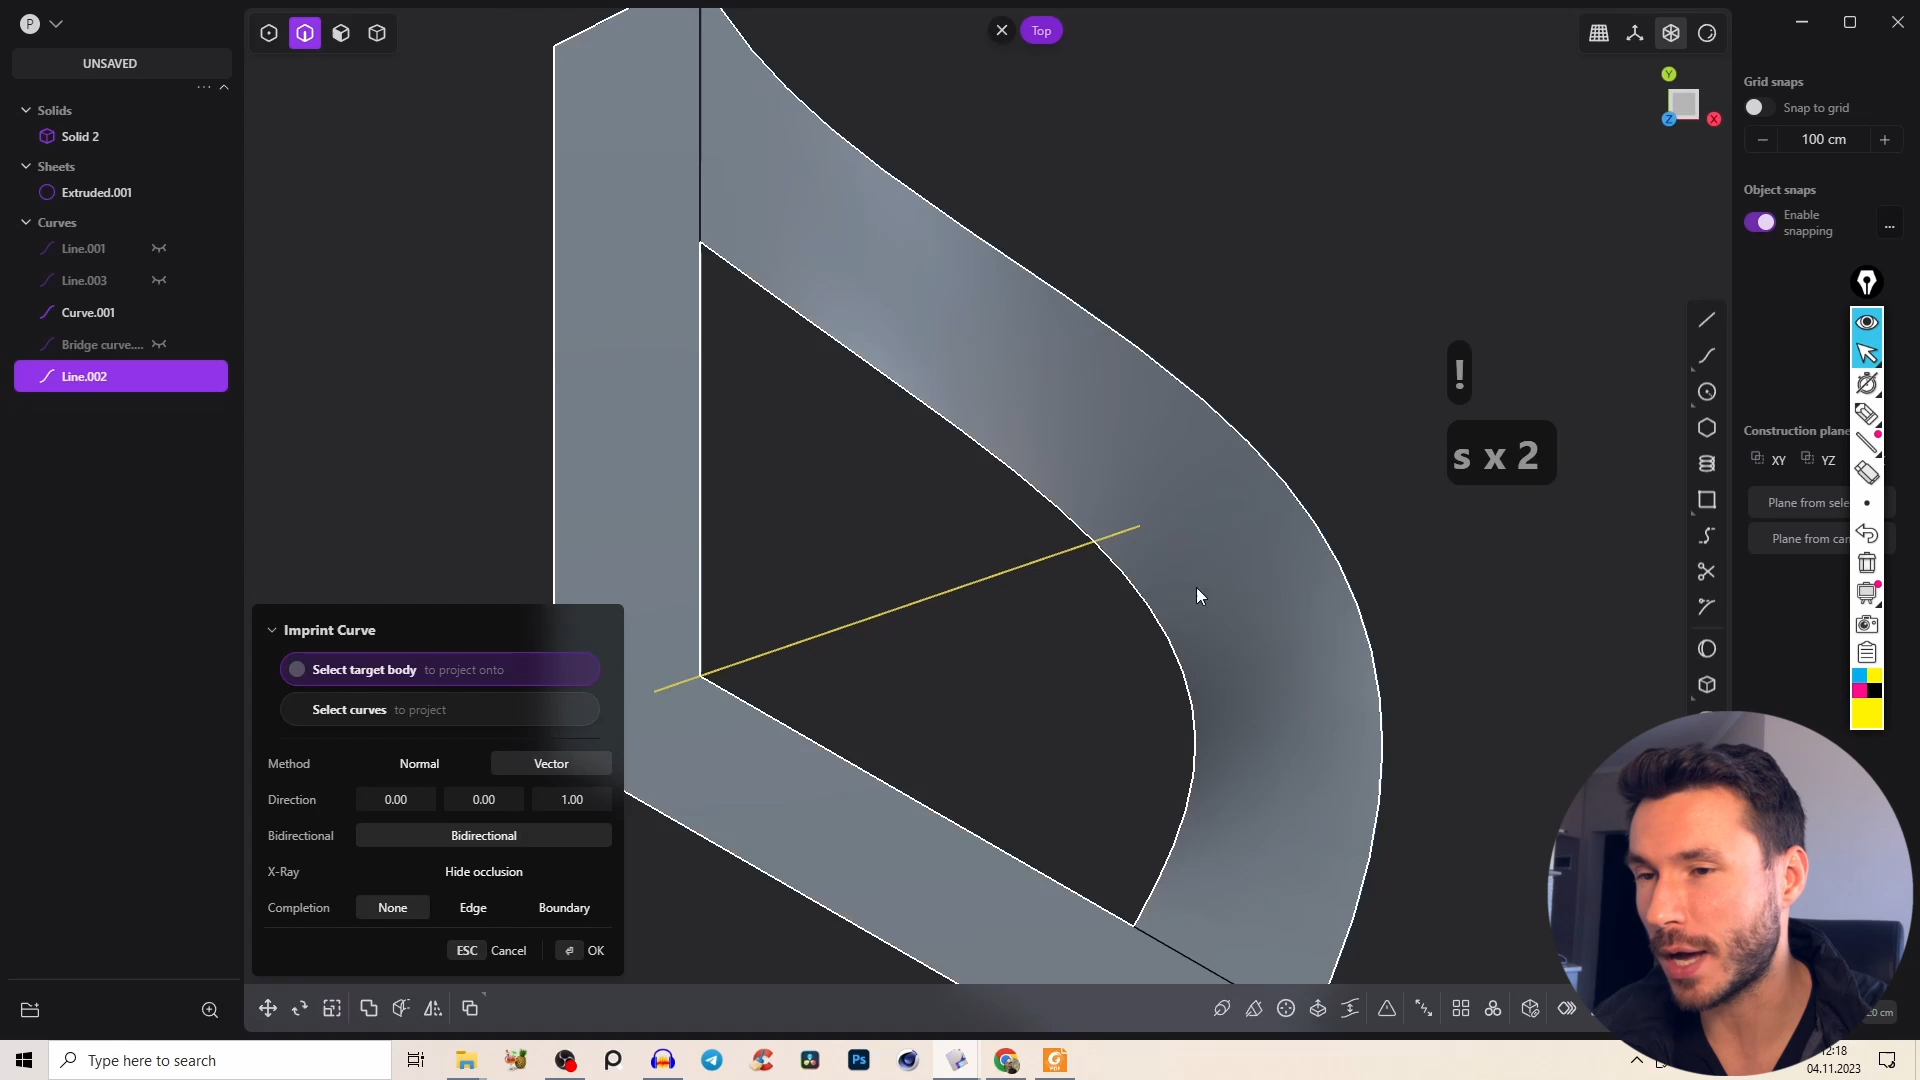 P
UNSAVED
Solids
Solid 2
Sheets
Extruded.001
Curves
Line.001
Line.003
Curve.001
Bridge curve....
Line.002
Top
Y
Z
X
Grid snaps
Snap to grid
100 cm
Object snaps
Enable
snapping
...
Construction plane
XY
YZ
Plane from sele
Plane from can
!
s x 2
Imprint Curve
Select target body to project onto
Select curves to project
Method
Normal
Vector
Direction
0.00
0.00
1.00
Bidirectional
Bidirectional
X-Ray
Hide occlusion
Completion
None
Edge
Boundary
ESC
Cancel
OK
Type here to search
Ps
PDF
12:18
04.11.2023